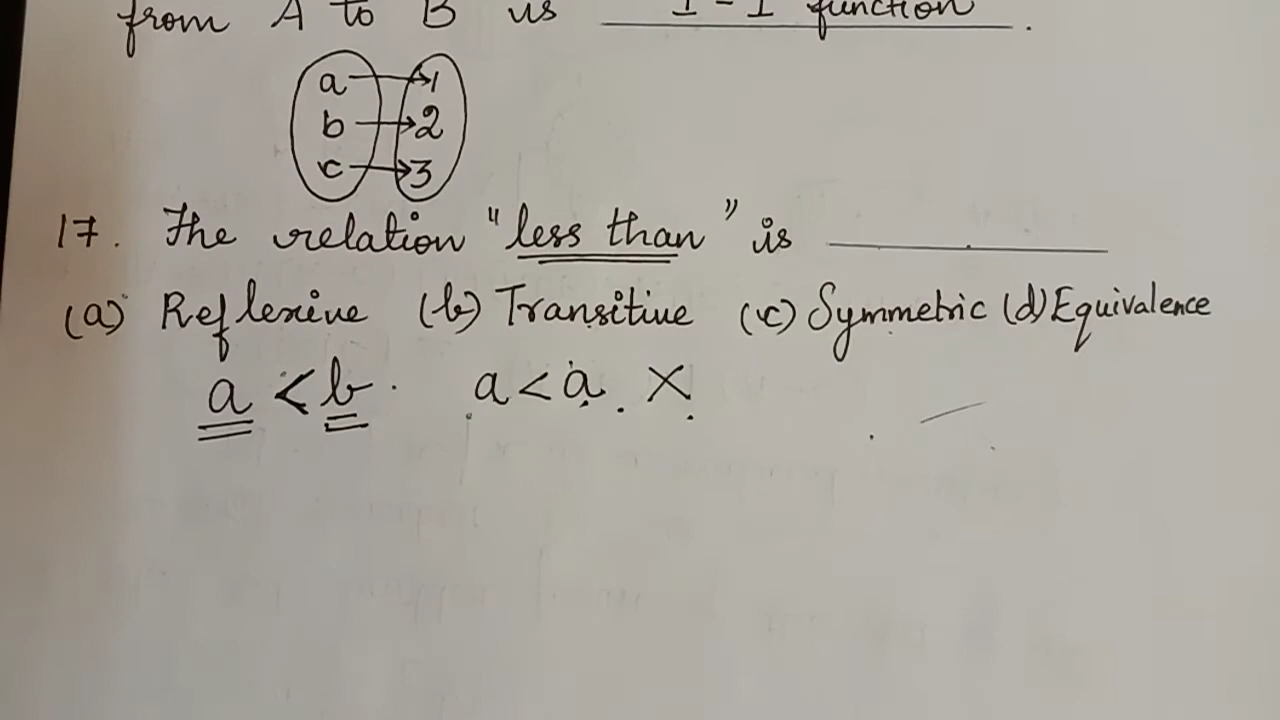 from A to B is 1-1 function.
a 1
b 2
c 3
17. The relation "less than" is
(a) Reflexive (b) Transitive (c) Symmetric (d) Equivalence
a < b. a < a. X